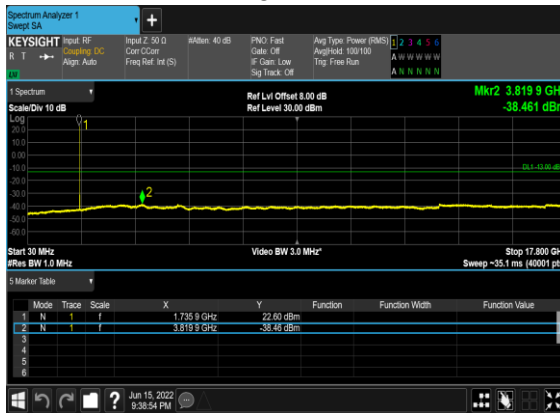 Spectrum Analyzer 1
Swept SA
+
KEYSIGHT Input: RF Input Z: 50 Ω #Atten: 40 dB PNO: Fast Avg Type: Power (RMS) 1 2 3 4 5 6
R T Coupling: DC Corr CCorr Gate: Off Avg|Hold: 100/100 A W W W W W
Align: Auto Freq Ref: Int (S) IF Gain: Low Trig: Free Run
Sig Track: Off A N N N N N
1 Spectrum Ref Lvl Offset 8.00 dB Mkr2 3.819 9 GH
Scale/Div 10 dB Ref Level 30.00 dBm -38.461 dB
Log
20.0 1
10.0
0.00
-10.0 DL1 -13.00 dB
-20.0
-30.0 2
-40.0
-50.0
-60.0
Start 30 MHz Video BW 3.0 MHz* Stop 17.800 GH
#Res BW 1.0 MHz Sweep ~35.1 ms (40001 pt
5 Marker Table
Mode Trace Scale X Y Function Function Width Function Value
1 N 1 f 1.735 9 GHz 22.60 dBm
2 N 1 f 3.819 9 GHz -38.46 dBm
3
4
5
6
? Jun 15, 2022
9:38:54 PM